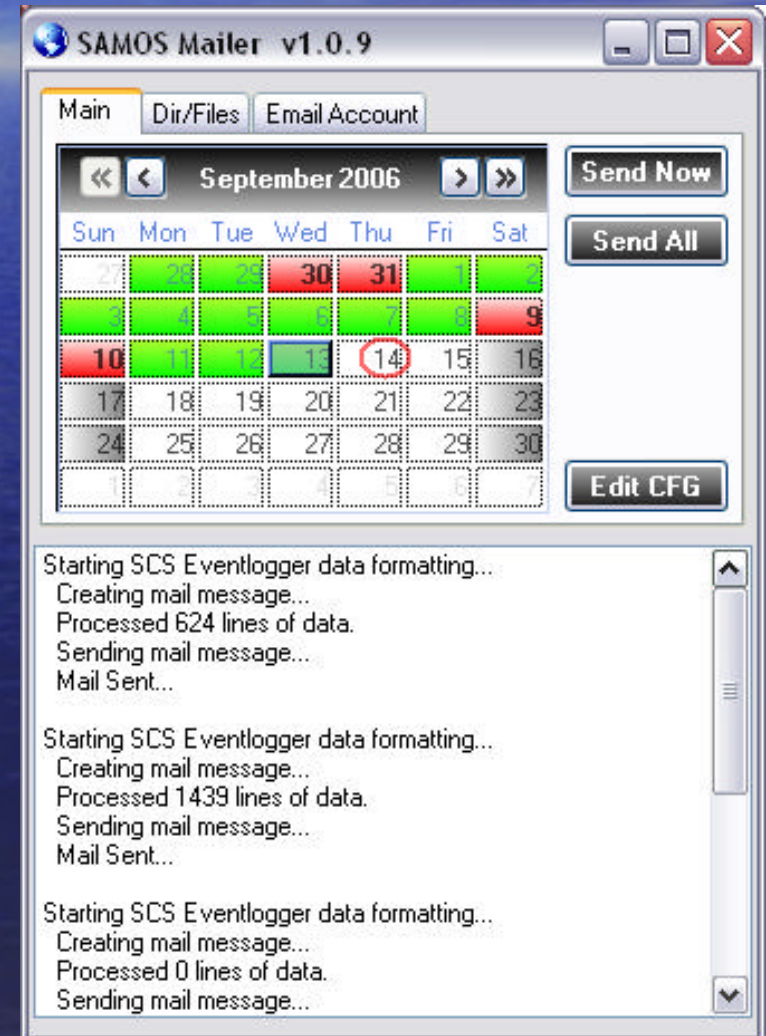 SAMOS Mailer v1.0.9
Main Dir/Files Email Account
September 2006 Send Now
Sun Mon Tue Wed Thu Fri Sat Send All
27 28 29 30 31 1 2
3 4 5 6 7 8 9
10 11 12 13 14 15 16
17 18 19 20 21 22 23
24 25 26 27 28 29 30
1 2 3 4 5 6 7 Edit CFG
Starting SCS Eventlogger data formatting...
Creating mail message...
Processed 624 lines of data.
Sending mail message...
Mail Sent...
Starting SCS Eventlogger data formatting...
Creating mail message...
Processed 1439 lines of data.
Sending mail message...
Mail Sent...
Starting SCS Eventlogger data formatting...
Creating mail message...
Processed 0 lines of data.
Sending mail message...